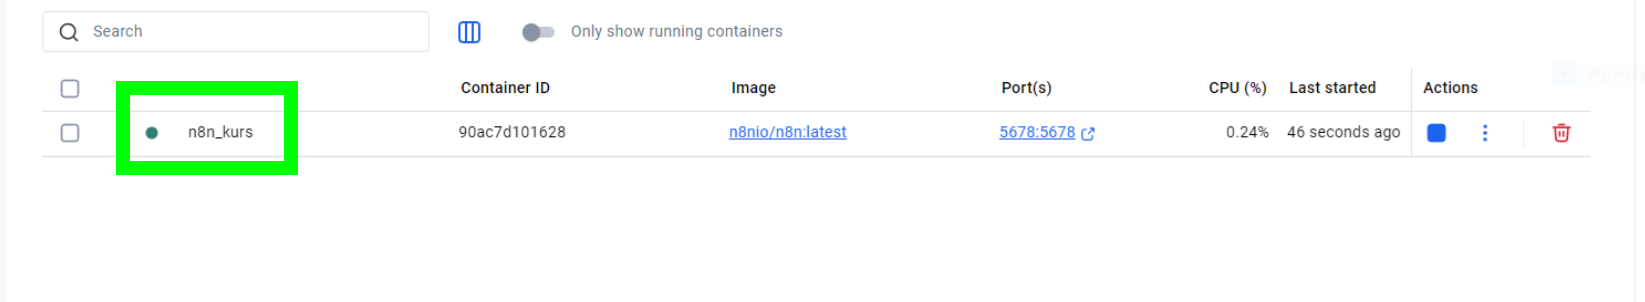 Search
Only show running containers
Container ID Image Port(s) CPU (%) Last started Actions
n8n_kurs 90ac7d101628 n8nio/n8n:latest 5678:5678 0.24% 46 seconds ago